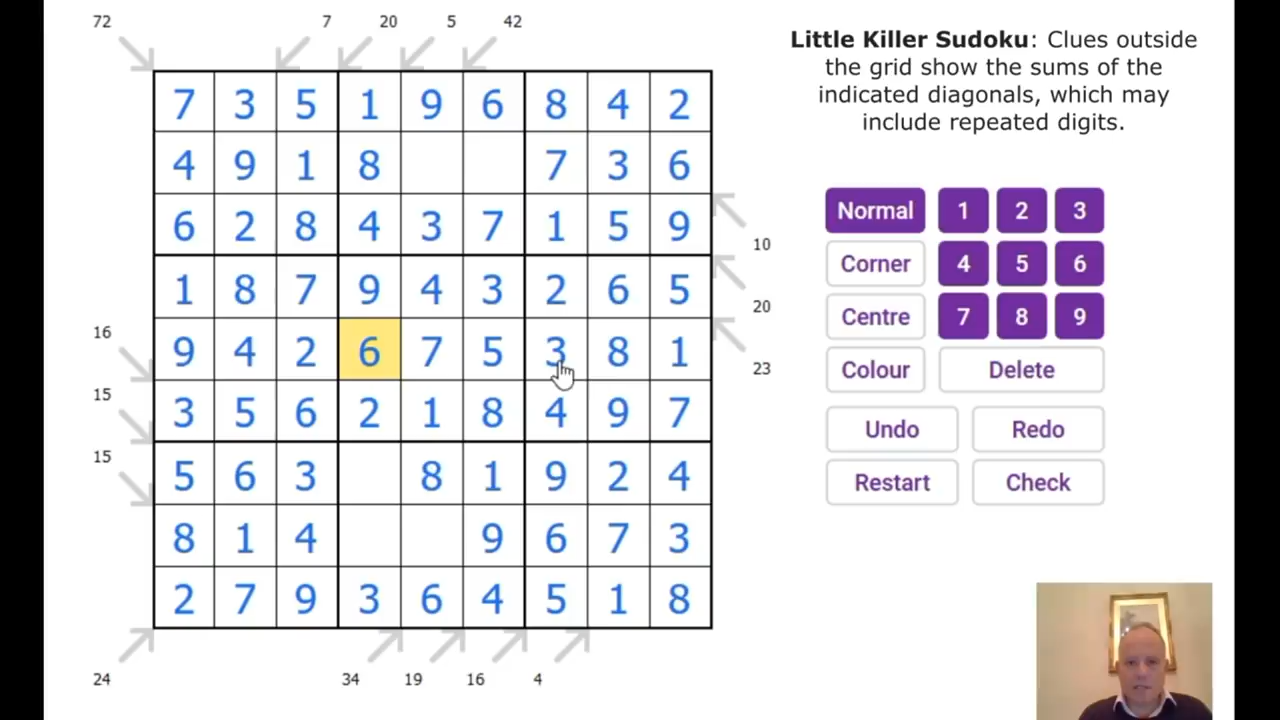 72 7 20 5 42
Little Killer Sudoku: Clues outside
the grid show the sums of the
indicated diagonals, which may
include repeated digits.
7 3 5 1 9 6 8 4 2
4 9 1 8 7 3 6
6 2 8 4 3 7 1 5 9
10
1 8 7 9 4 3 2 6 5
20
16
9 4 2 6 7 5 3 8 1
23
15
3 5 6 2 1 8 4 9 7
15
5 6 3 8 1 9 2 4
8 1 4 9 6 7 3
2 7 9 3 6 4 5 1 8
24 34 19 16 4
Normal 1 2 3
Corner 4 5 6
Centre 7 8 9
Colour Delete
Undo Redo
Restart Check